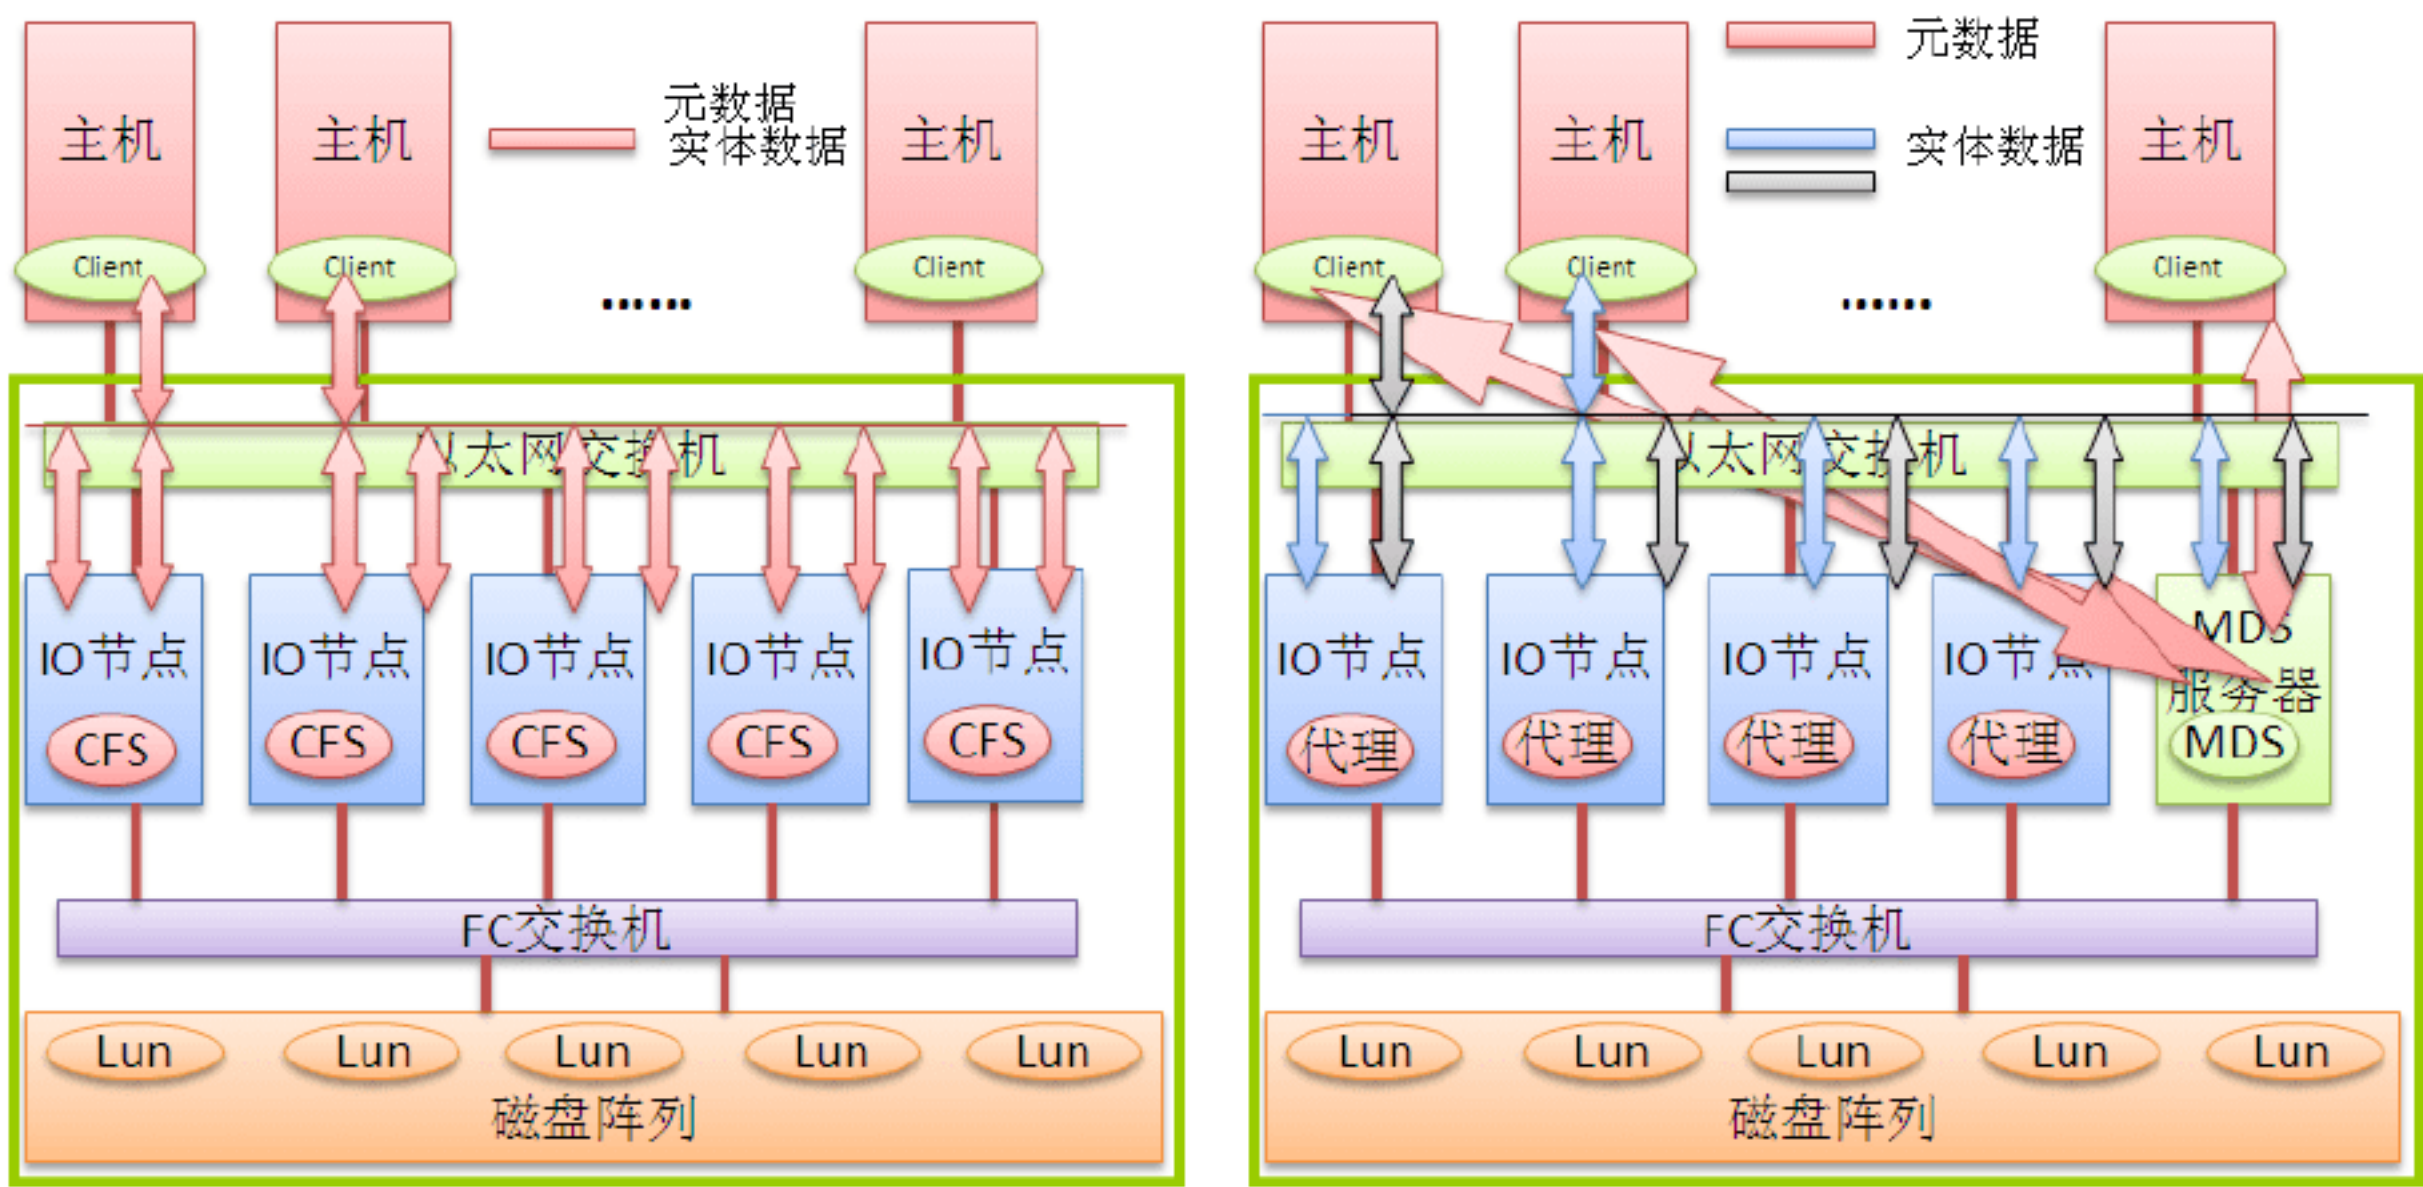 主机
主机
元数据
实体数据
主机
Client
Client
......
Client
以太网交换机
IO节点
IO节点
IO节点
IO节点
IO节点
CFS
CFS
CFS
CFS
CFS
FC交换机
Lun
Lun
Lun
Lun
Lun
磁盘阵列
主机
主机
元数据
实体数据
主机
Client
Client
......
Client
以太网交换机
IO节点
IO节点
IO节点
IO节点
MDS
服务器
代理
代理
代理
代理
MDS
FC交换机
Lun
Lun
Lun
Lun
Lun
磁盘阵列